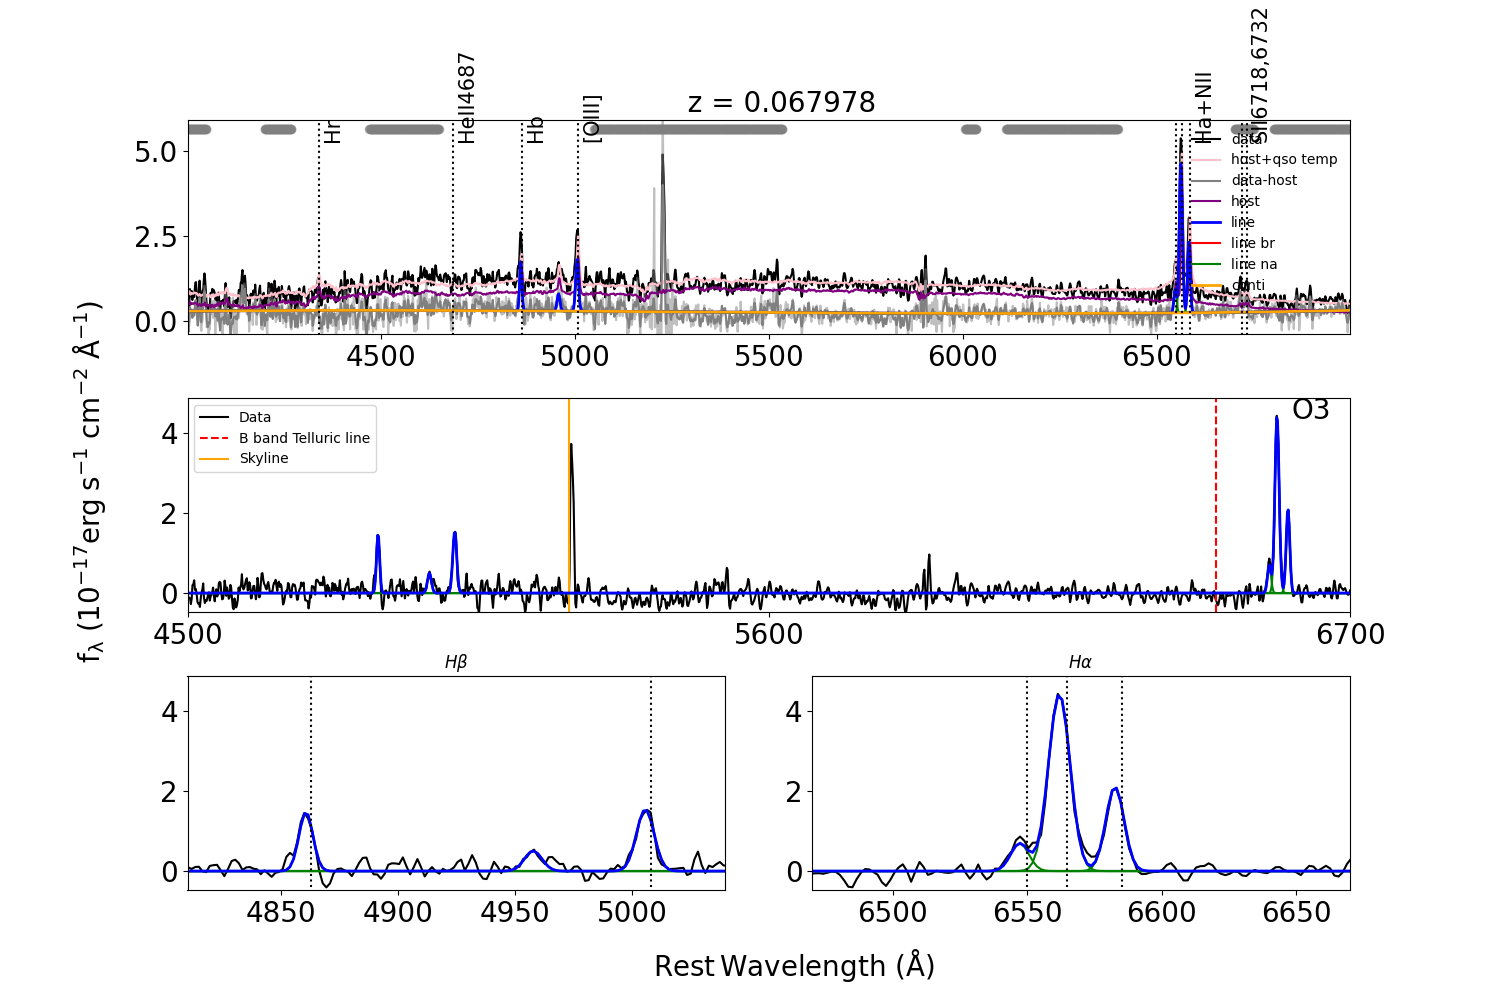 z = 0.067978
Hr
HeII4687
Hb
[OIII]
Ha+NII
SII6718,6732
data
host+qso temp
data-host
host
line
line br
line na
conti
5.0
2.5
0.0
4500 5000 5500 6000 6500
Data
B band Telluric line
Skyline
O3
4
2
0
4500 5600 6700
fλ (10−17erg s−1 cm−2 Å−1)
Hβ
4
2
0
4850 4900 4950 5000
Hα
4
2
0
6500 6550 6600 6650
Rest Wavelength (Å)